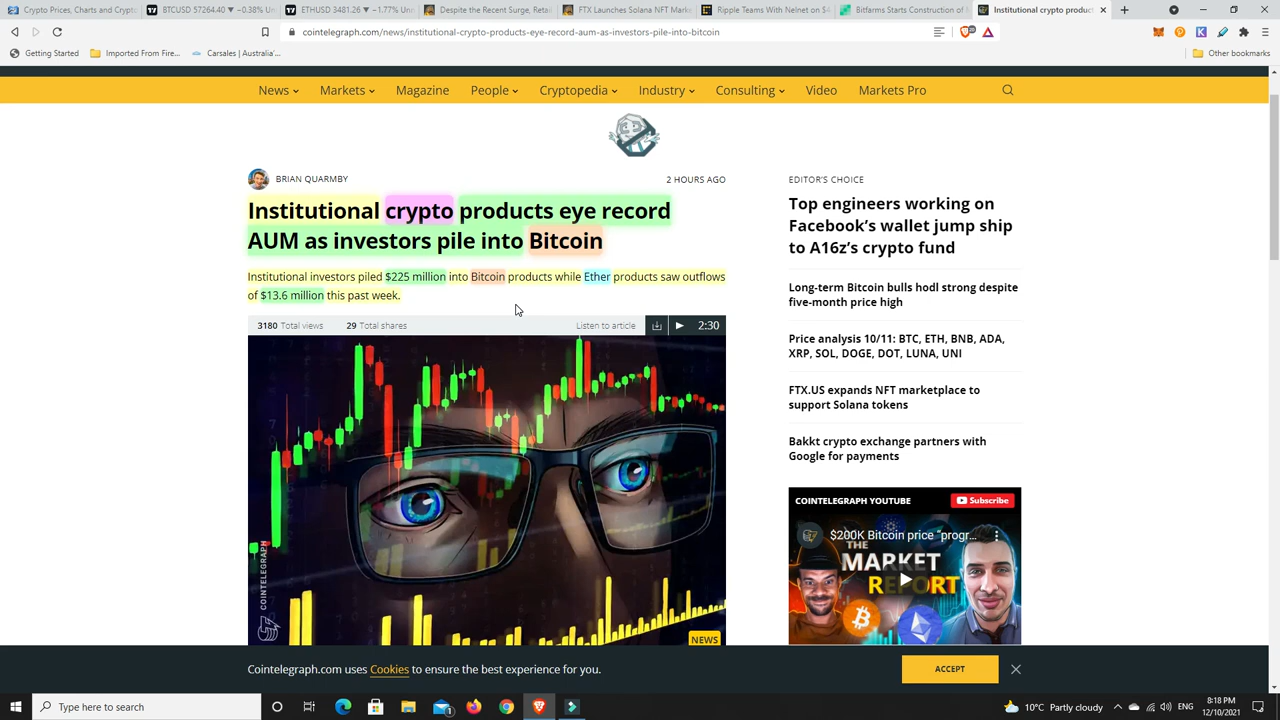 Crypto Prices, Charts and Crypto
BTCUSD 57264.40 ▼ −0.38% Un
ETHUSD 3481.26 ▼ −1.77% Un
Despite the Recent Surge, Retail
FTX Launches Solana NFT Marke
Ripple Teams With Nelnet on $4
Bitfarms Starts Construction of
Institutional crypto product
cointelegraph.com/news/institutional-crypto-products-eye-record-aum-as-investors-pile-into-bitcoin
Getting Started
Imported From Fire...
Carsales | Australia'...
Other bookmarks
News
Markets
Magazine
People
Cryptopedia
Industry
Consulting
Video
Markets Pro
BRIAN QUARMBY
2 HOURS AGO
Institutional crypto products eye record
AUM as investors pile into Bitcoin
Institutional investors piled $225 million into Bitcoin products while Ether products saw outflows
of $13.6 million this past week.
3180 Total views
29 Total shares
Listen to article
2:30
COINTELEGRAPH
NEWS
EDITOR'S CHOICE
Top engineers working on
Facebook's wallet jump ship
to A16z's crypto fund
Long-term Bitcoin bulls hodl strong despite
five-month price high
Price analysis 10/11: BTC, ETH, BNB, ADA,
XRP, SOL, DOGE, DOT, LUNA, UNI
FTX.US expands NFT marketplace to
support Solana tokens
Bakkt crypto exchange partners with
Google for payments
COINTELEGRAPH YOUTUBE
Subscribe
$200K Bitcoin price "progr...
THE
MARKET
REPORT
Cointelegraph.com uses Cookies to ensure the best experience for you.
ACCEPT
Type here to search
10°C Partly cloudy
ENG
8:18 PM
12/10/2021